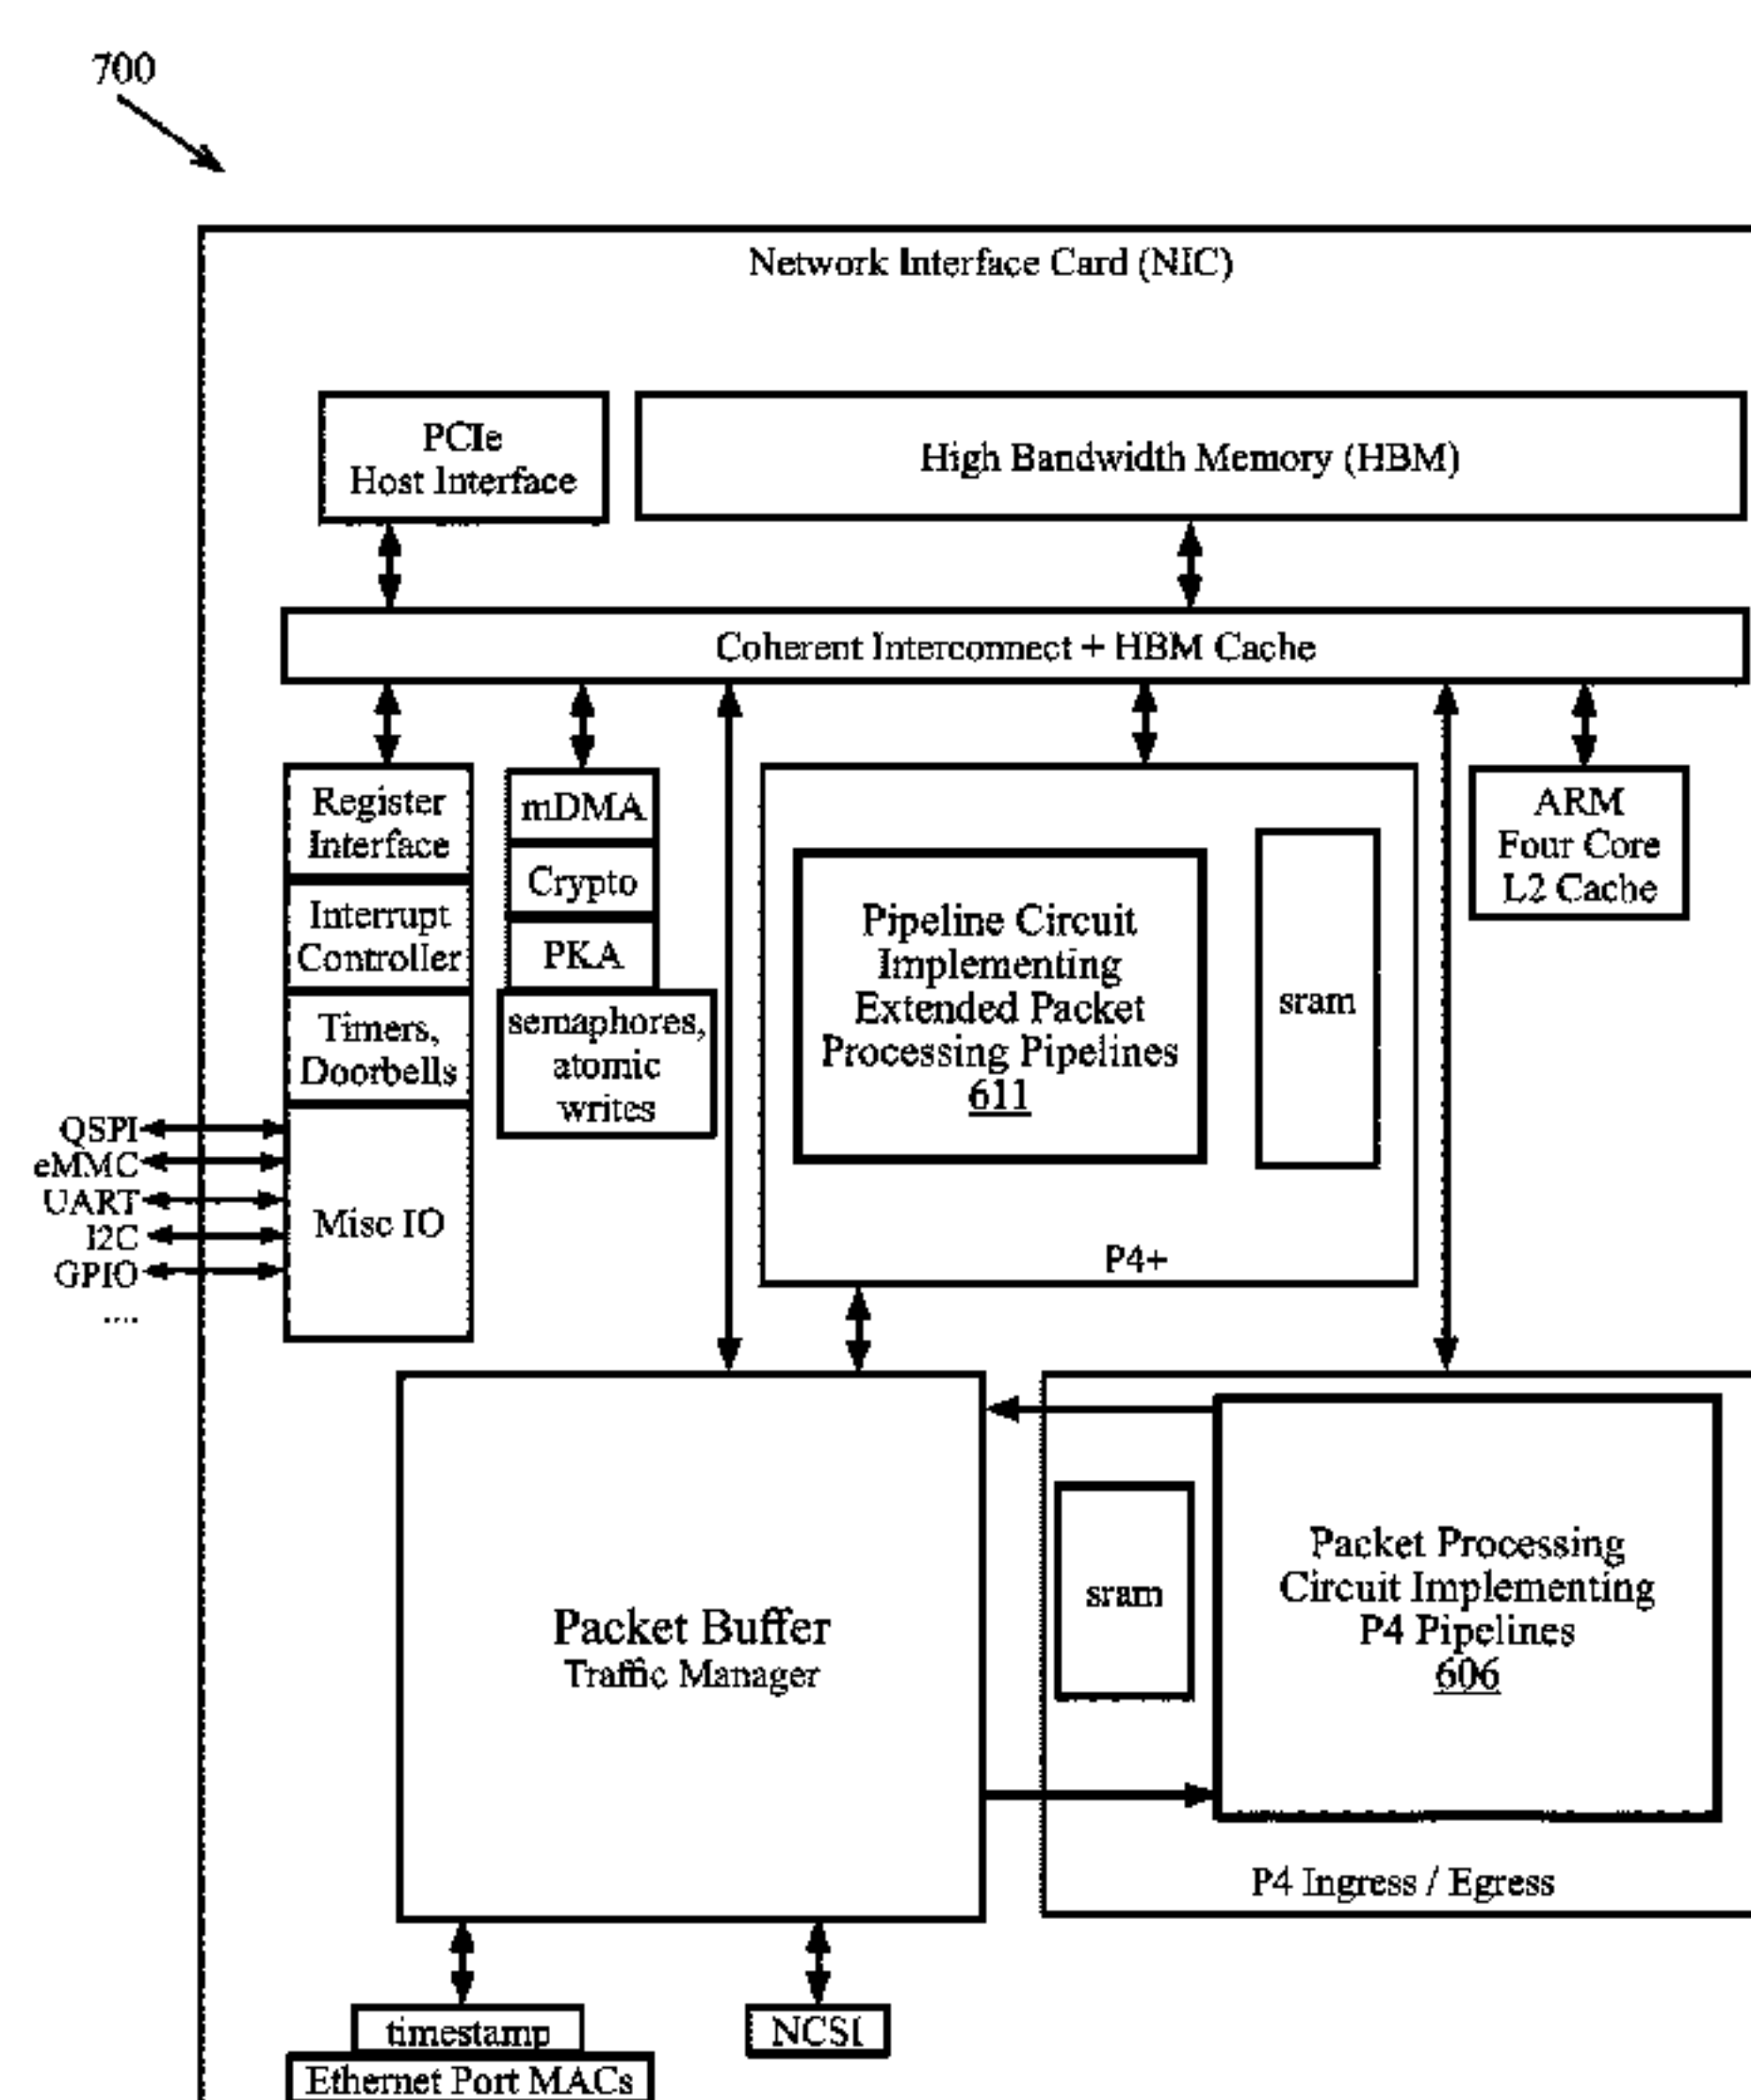 700
Network Interface Card (NIC)
PCIe
Host Interface
High Bandwidth Memory (HBM)
Coherent Interconnect + HBM Cache
Register
Interface
Interrupt
Controller
Timers,
Doorbells
Misc IO
QSPI
eMMC
UART
I2C
GPIO
....
mDMA
Crypto
PKA
semaphores,
atomic
writes
Pipeline Circuit
Implementing
Extended Packet
Processing Pipelines
611
sram
P4+
ARM
Four Core
L2 Cache
Packet Buffer
Traffic Manager
sram
Packet Processing
Circuit Implementing
P4 Pipelines
606
P4 Ingress / Egress
timestamp
Ethernet Port MACs
NCSI